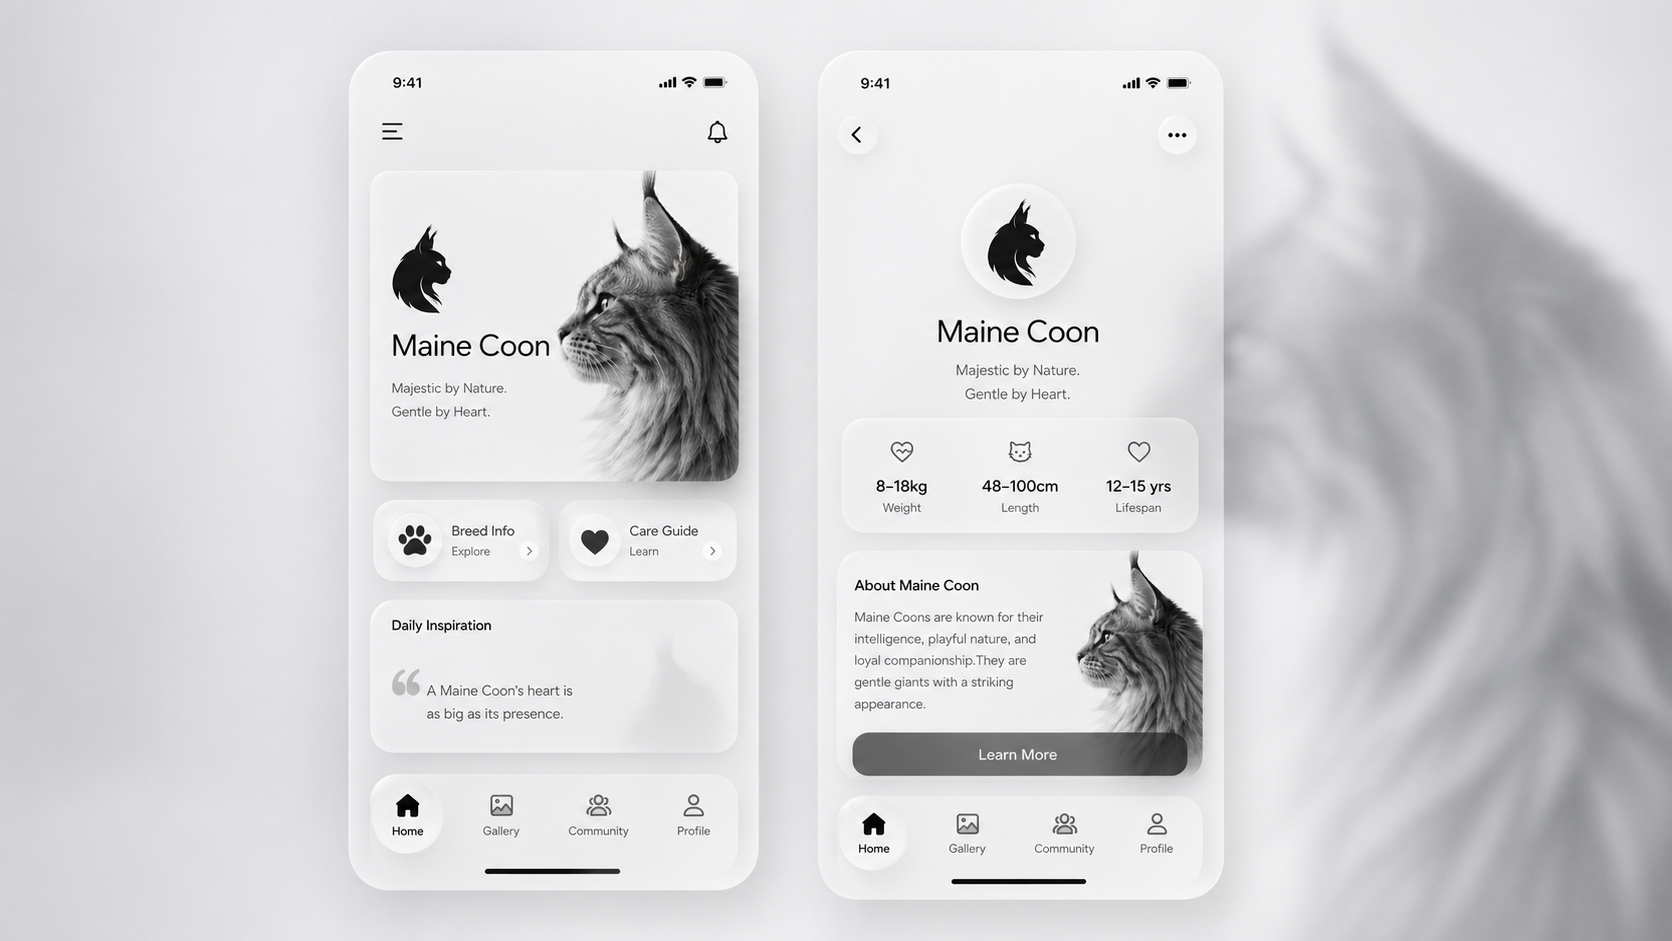 9:41
Maine Coon
Majestic by Nature.
Gentle by Heart.
Breed Info
Explore
Care Guide
Learn
Daily Inspiration
“ A Maine Coon's heart is
as big as its presence.
Home
Gallery
Community
Profile
9:41
Maine Coon
Majestic by Nature.
Gentle by Heart.
8–18kg
Weight
48–100cm
Length
12–15 yrs
Lifespan
About Maine Coon
Maine Coons are known for their
intelligence, playful nature, and
loyal companionship.They are
gentle giants with a striking
appearance.
Learn More
Home
Gallery
Community
Profile